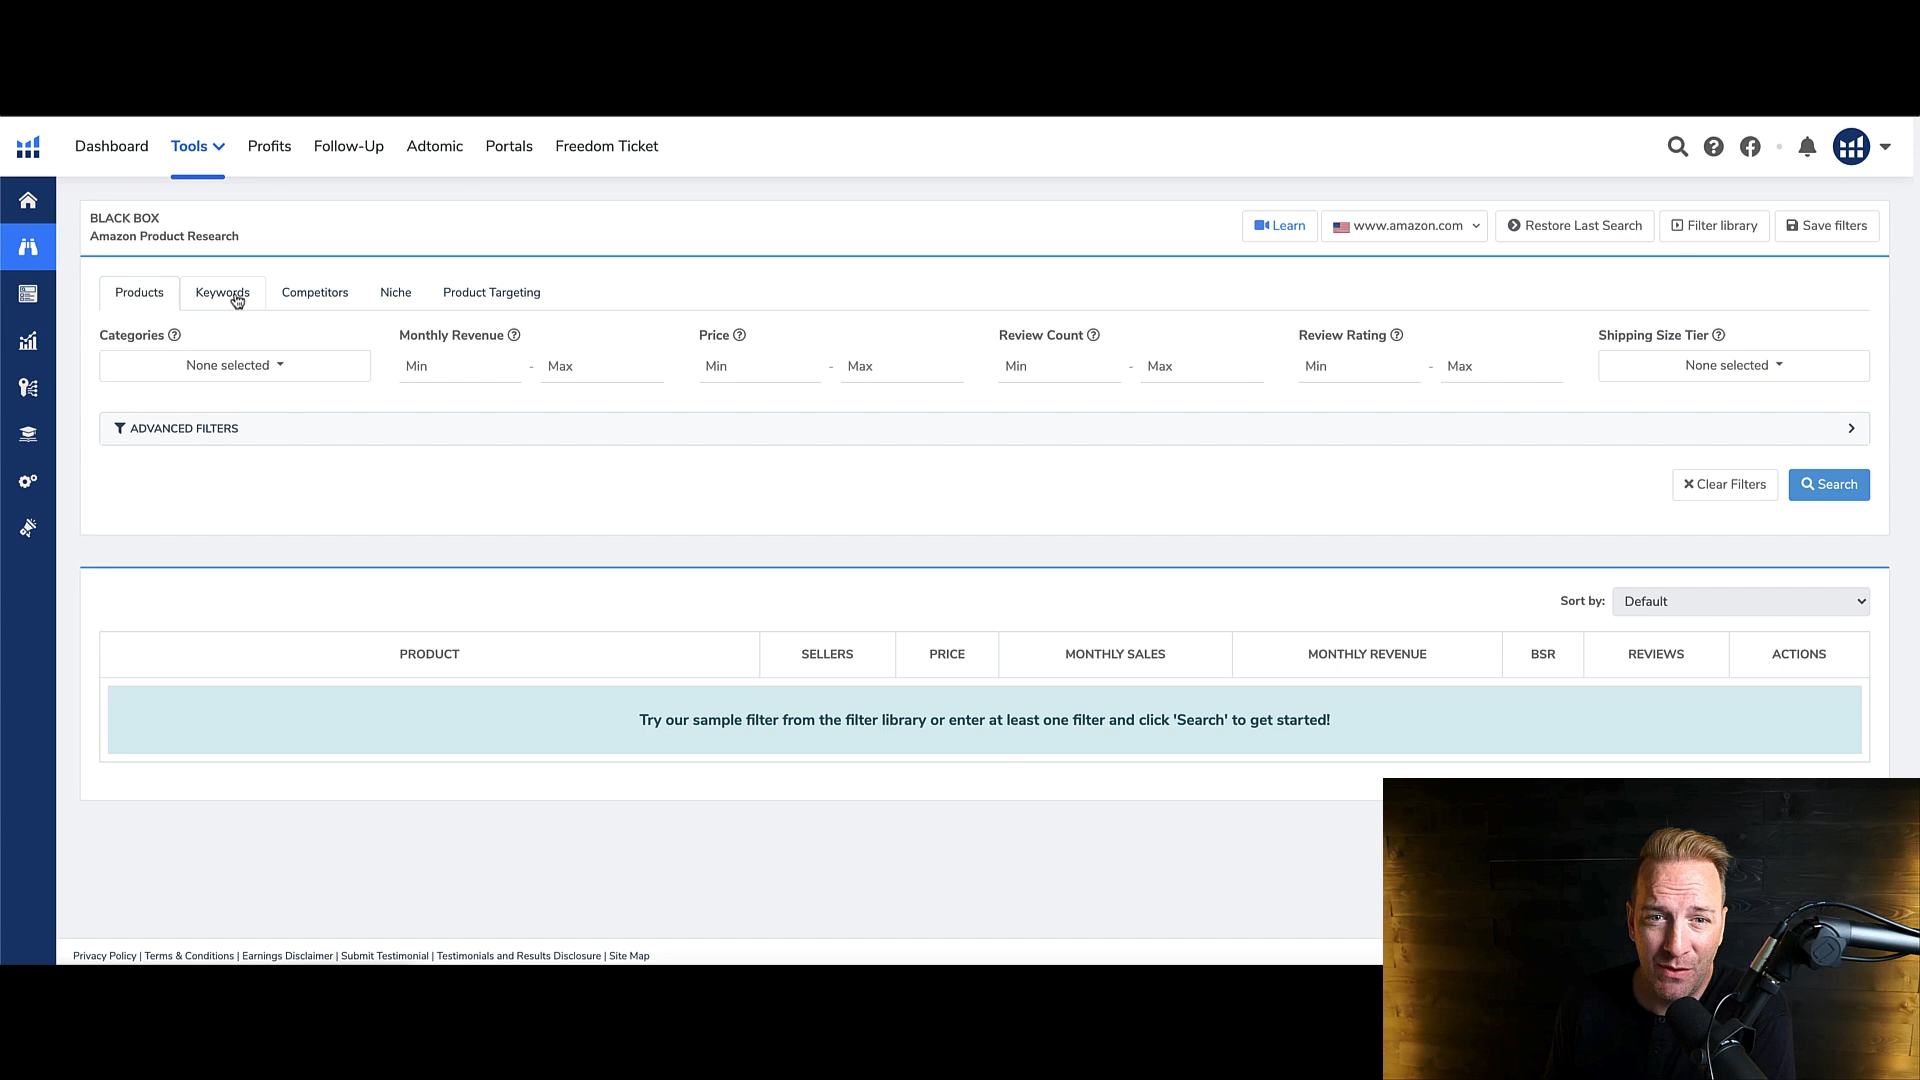 Dashboard Tools Profits Follow-Up Adtomic Portals Freedom Ticket
BLACK BOX
Amazon Product Research
Learn www.amazon.com Restore Last Search Filter library Save filters
Products Keywords Competitors Niche Product Targeting
Categories Monthly Revenue Price Review Count Review Rating Shipping Size Tier
None selected Min - Max Min - Max Min - Max Min - Max None selected
ADVANCED FILTERS
Clear Filters Search
Sort by: Default
PRODUCT SELLERS PRICE MONTHLY SALES MONTHLY REVENUE BSR REVIEWS ACTIONS
Try our sample filter from the filter library or enter at least one filter and click 'Search' to get started!
Privacy Policy | Terms & Conditions | Earnings Disclaimer | Submit Testimonial | Testimonials and Results Disclosure | Site Map